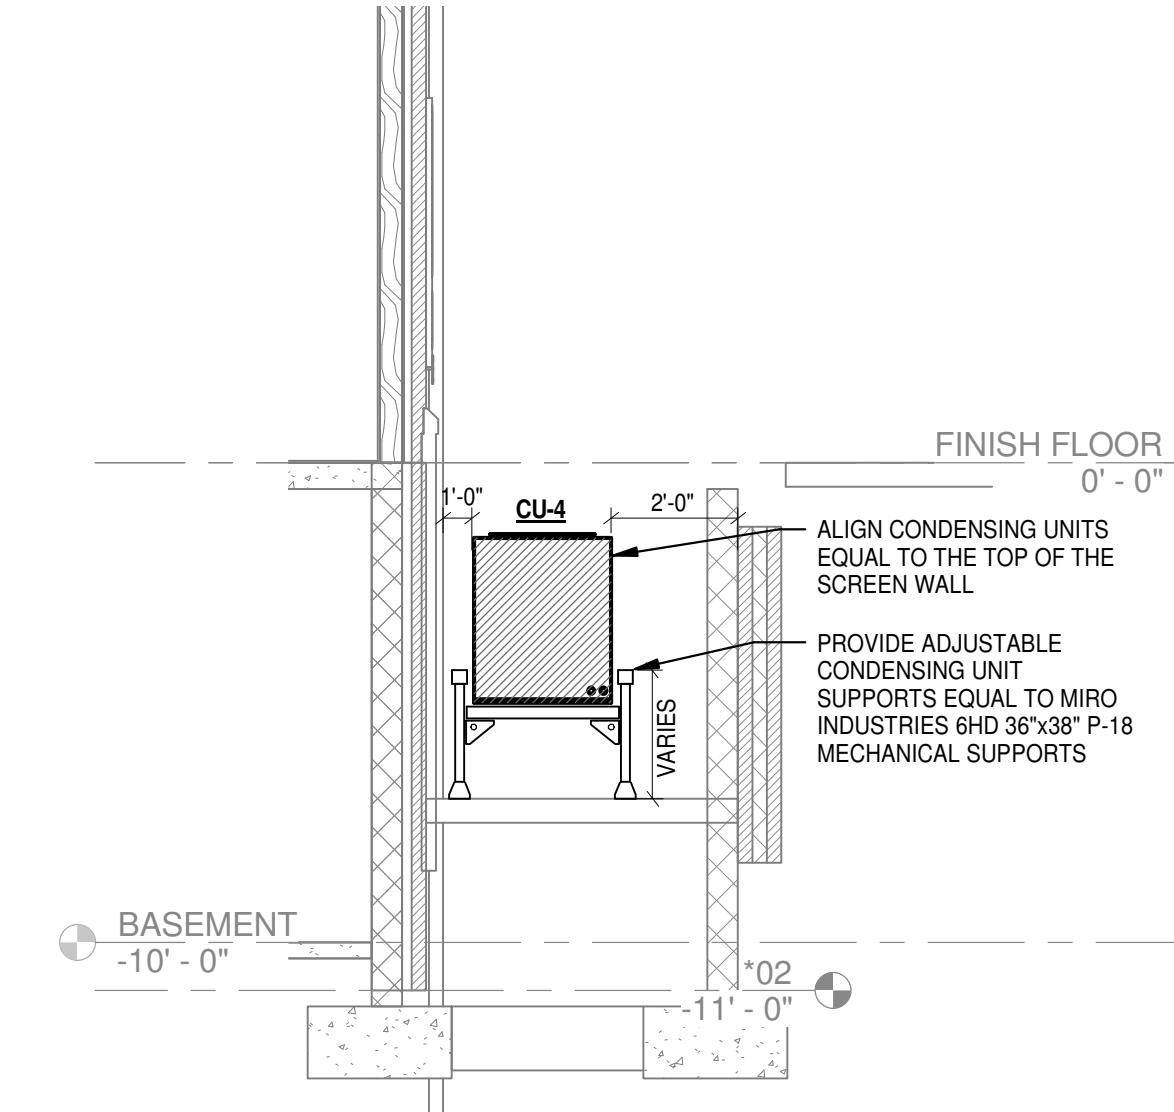 FINISH FLOOR
0' - 0"
1'-0"
CU-4
2'-0"
ALIGN CONDENSING UNITS
EQUAL TO THE TOP OF THE
SCREEN WALL
PROVIDE ADJUSTABLE
CONDENSING UNIT
SUPPORTS EQUAL TO MIRO
INDUSTRIES 6HD 36"x38" P-18
MECHANICAL SUPPORTS
VARIES
BASEMENT
-10' - 0"
*02
-11' - 0"